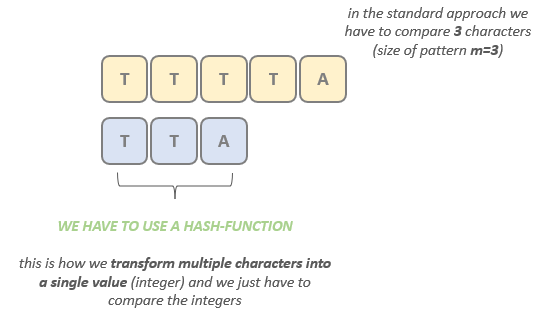 in the standard approach we
have to compare 3 characters
(size of pattern m=3)
T T T T A
T T A
WE HAVE TO USE A HASH-FUNCTION
this is how we transform multiple characters into
a single value (integer) and we just have to
compare the integers